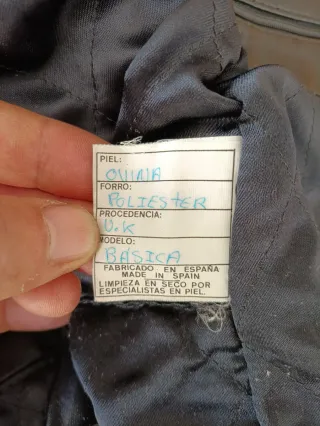 PIEL:
OVINA
FORRO:
POLIESTER
PROCEDENCIA:
U.K
MODELO:
BÁSICA
FABRICADO EN ESPAÑA
MADE IN SPAIN
LIMPIEZA EN SECO POR
ESPECIALISTAS EN PIEL.